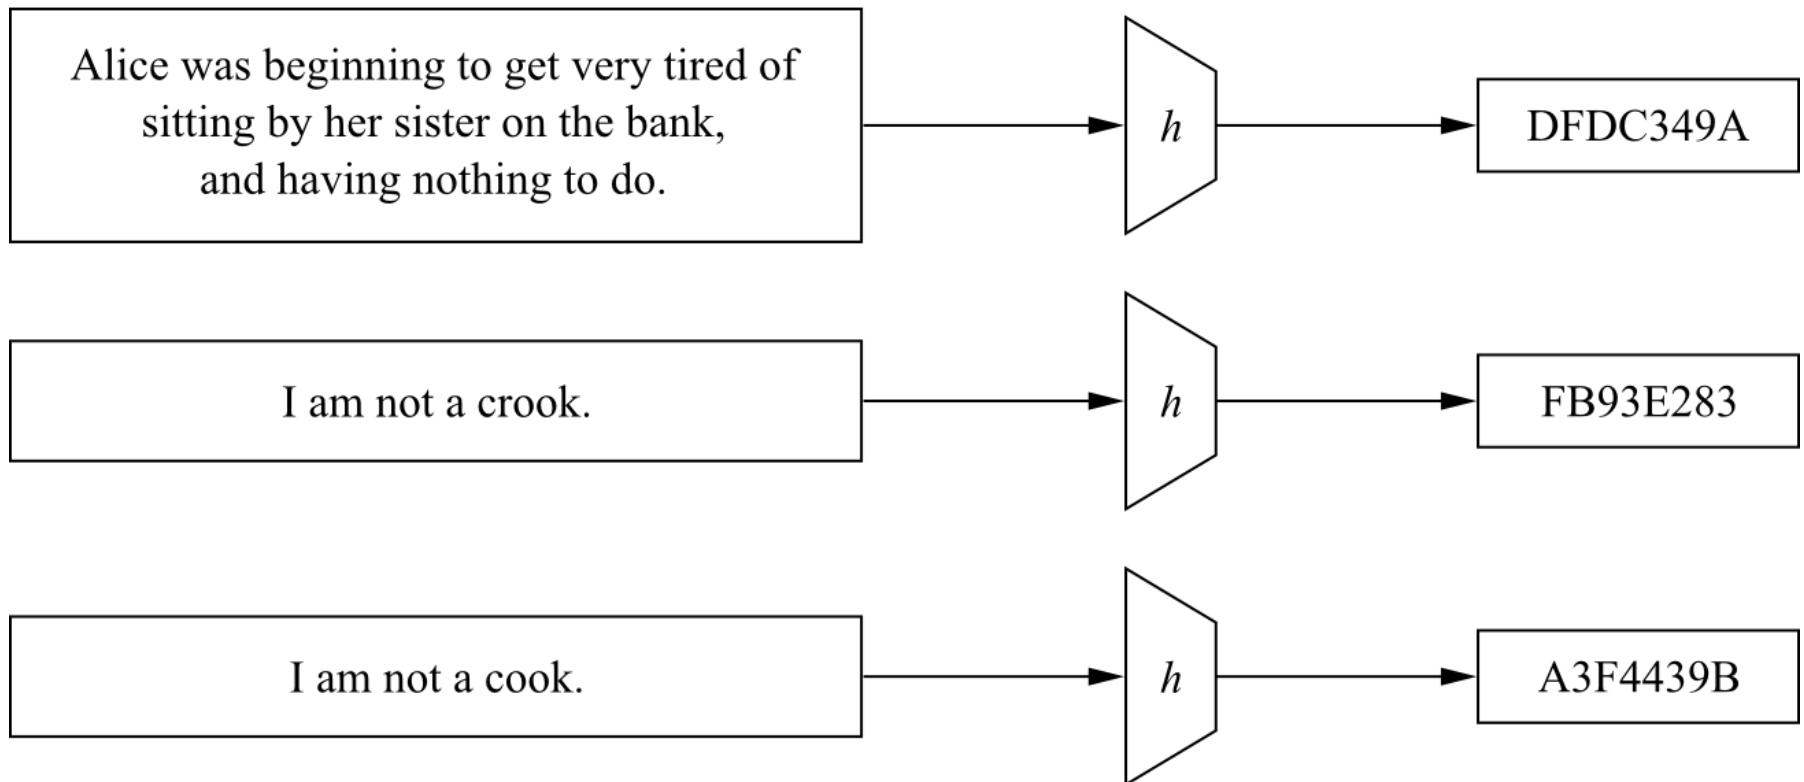 Alice was beginning to get very tired of
sitting by her sister on the bank,
and having nothing to do.
h
DFDC349A
I am not a crook.
h
FB93E283
I am not a cook.
h
A3F4439B